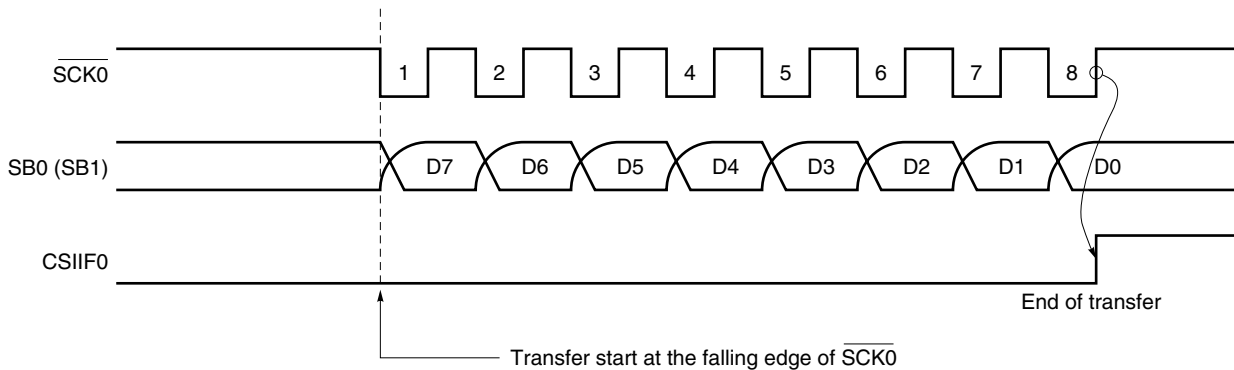 SCK0 1 2 3 4 5 6 7 8
SB0 (SB1) D7 D6 D5 D4 D3 D2 D1 D0
CSIIF0
End of transfer
Transfer start at the falling edge of SCK0